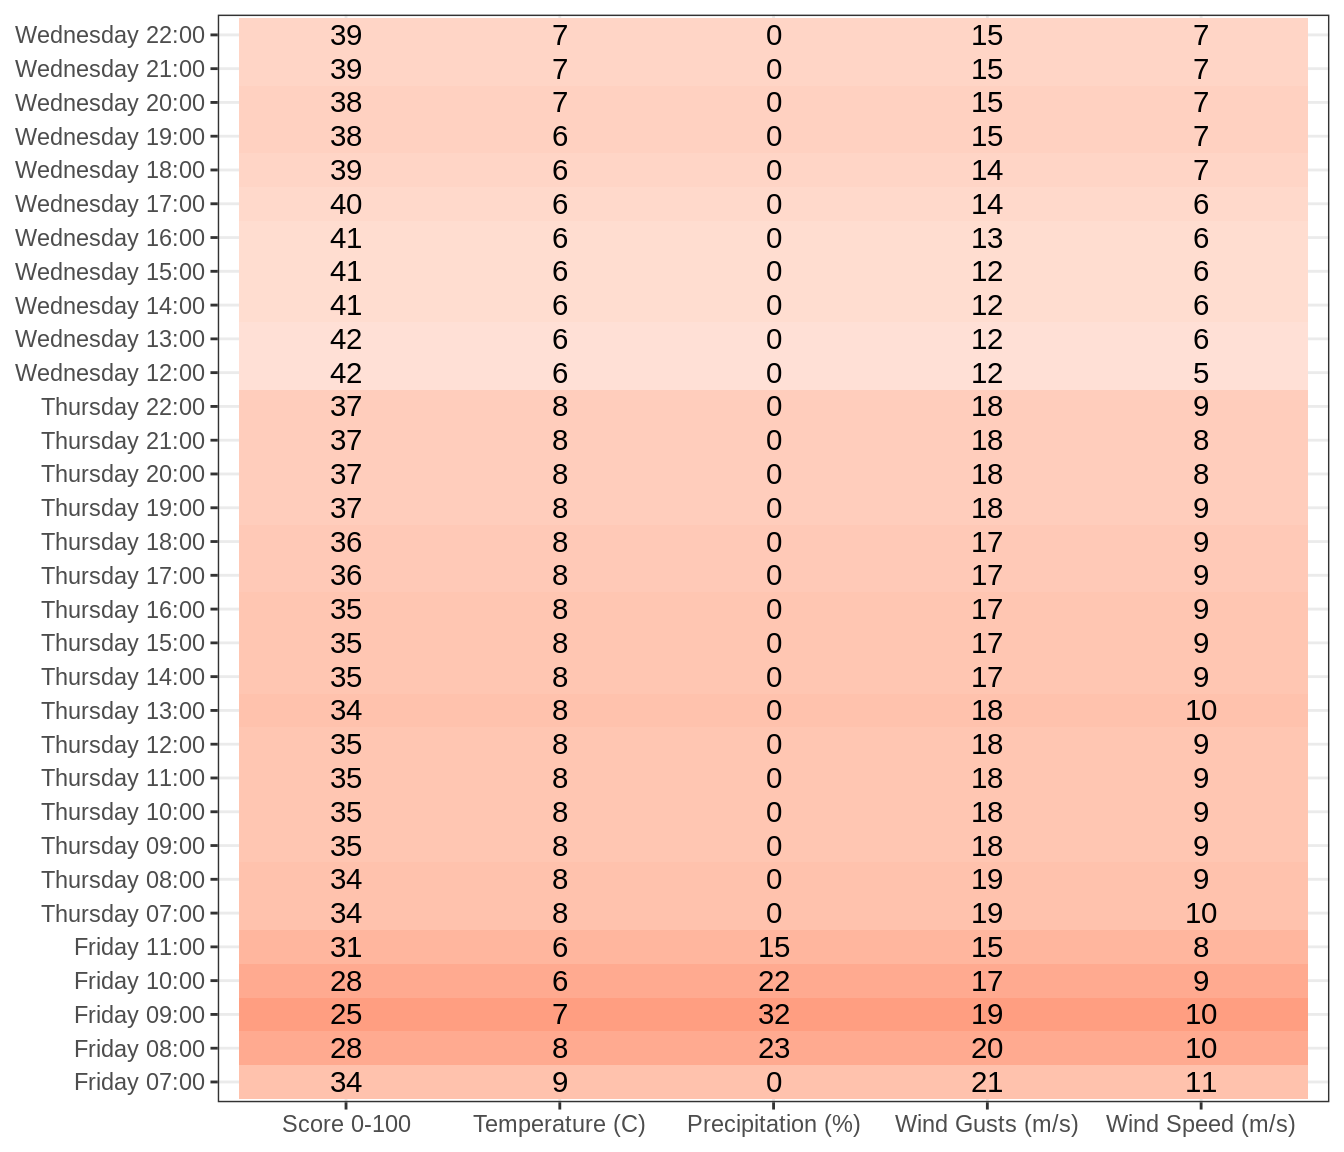 Wednesday 22:00 39 7 0 15 7
Wednesday 21:00 39 7 0 15 7
Wednesday 20:00 38 7 0 15 7
Wednesday 19:00 38 6 0 15 7
Wednesday 18:00 39 6 0 14 7
Wednesday 17:00 40 6 0 14 6
Wednesday 16:00 41 6 0 13 6
Wednesday 15:00 41 6 0 12 6
Wednesday 14:00 41 6 0 12 6
Wednesday 13:00 42 6 0 12 6
Wednesday 12:00 42 6 0 12 5
Thursday 22:00 37 8 0 18 9
Thursday 21:00 37 8 0 18 8
Thursday 20:00 37 8 0 18 8
Thursday 19:00 37 8 0 18 9
Thursday 18:00 36 8 0 17 9
Thursday 17:00 36 8 0 17 9
Thursday 16:00 35 8 0 17 9
Thursday 15:00 35 8 0 17 9
Thursday 14:00 35 8 0 17 9
Thursday 13:00 34 8 0 18 10
Thursday 12:00 35 8 0 18 9
Thursday 11:00 35 8 0 18 9
Thursday 10:00 35 8 0 18 9
Thursday 09:00 35 8 0 18 9
Thursday 08:00 34 8 0 19 9
Thursday 07:00 34 8 0 19 10
Friday 11:00 31 6 15 15 8
Friday 10:00 28 6 22 17 9
Friday 09:00 25 7 32 19 10
Friday 08:00 28 8 23 20 10
Friday 07:00 34 9 0 21 11
Score 0-100 Temperature (C) Precipitation (%) Wind Gusts (m/s) Wind Speed (m/s)